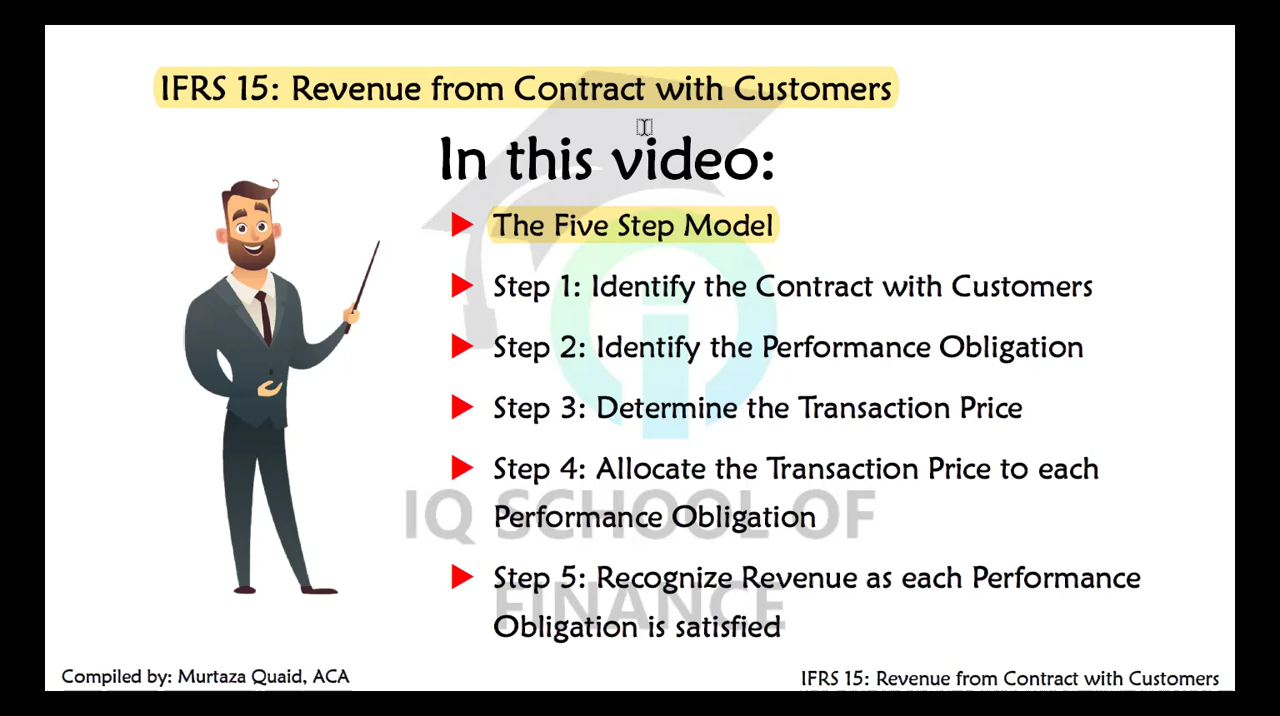 IFRS 15: Revenue from Contract with Customers
In this video:
The Five Step Model
Step 1: Identify the Contract with Customers
Step 2: Identify the Performance Obligation
Step 3: Determine the Transaction Price
Step 4: Allocate the Transaction Price to each
Performance Obligation
IQ SCHOOL OF
Step 5: Recognize Revenue as each Performance
FINANCE
Obligation is satisfied
Compiled by: Murtaza Quaid, ACA
IFRS 15: Revenue from Contract with Customers